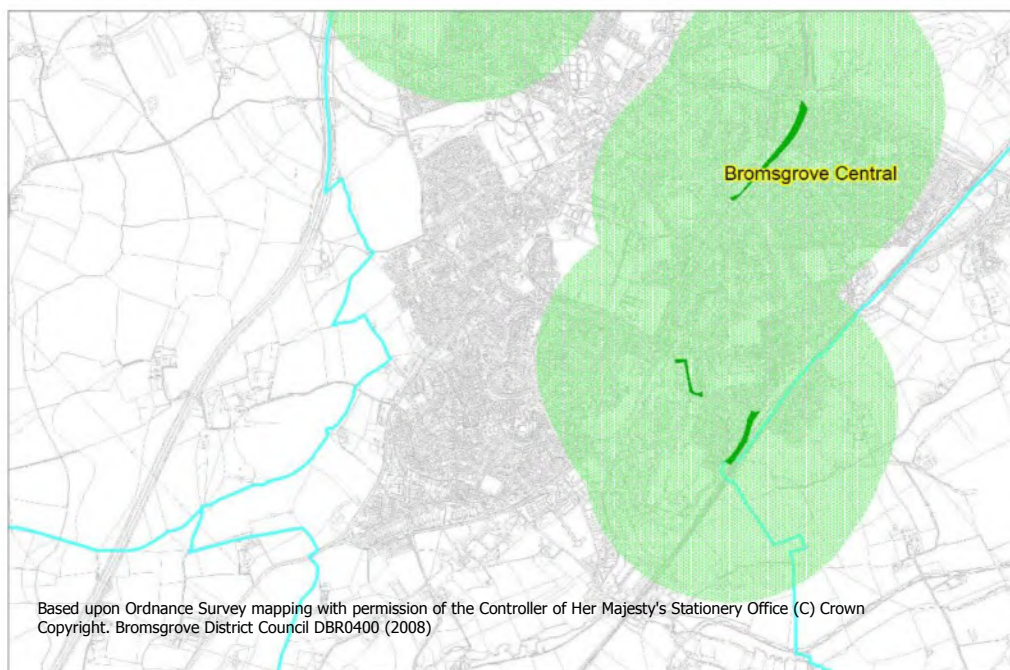 Bromsgrove Central
Based upon Ordnance Survey mapping with permission of the Controller of Her Majesty's Stationery Office (C) Crown
Copyright. Bromsgrove District Council DBR0400 (2008)